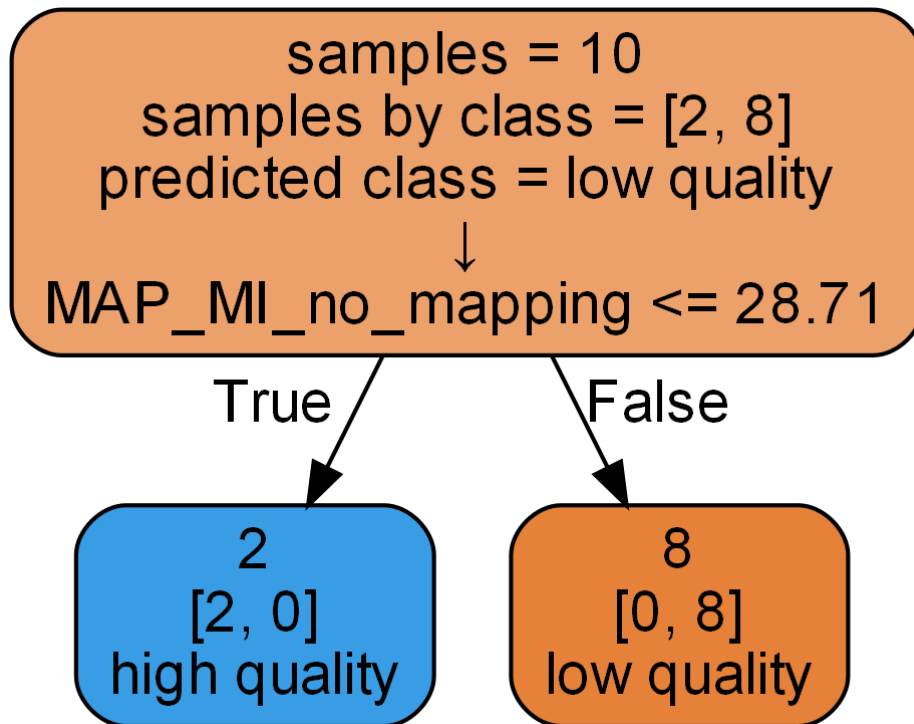 samples = 10
samples by class = [2, 8]
predicted class = low quality
↓
MAP_MI_no_mapping <= 28.71
True
False
2
[2, 0]
high quality
8
[0, 8]
low quality